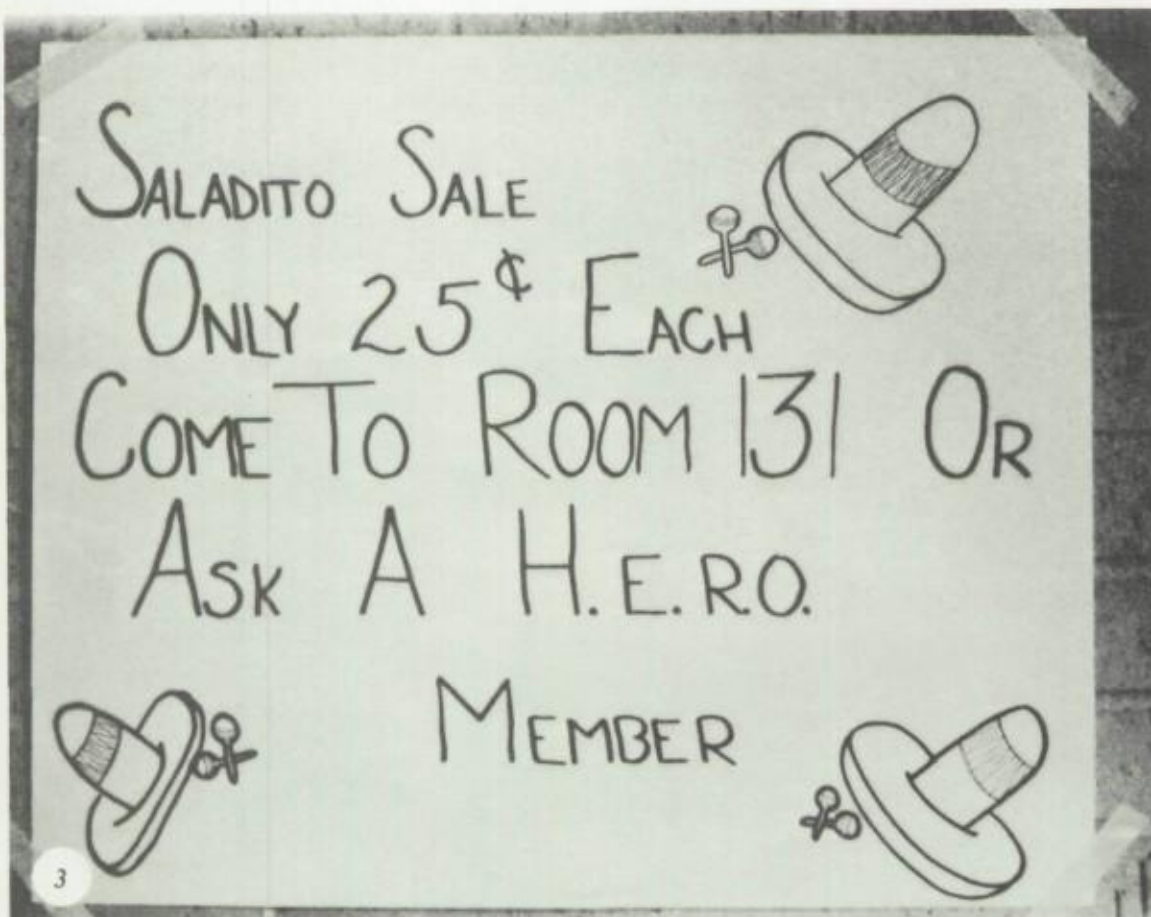 SALADITO SALE
ONLY 25¢ EACH
COME TO ROOM 131 OR
ASK A H.E.R.O.
MEMBER
3